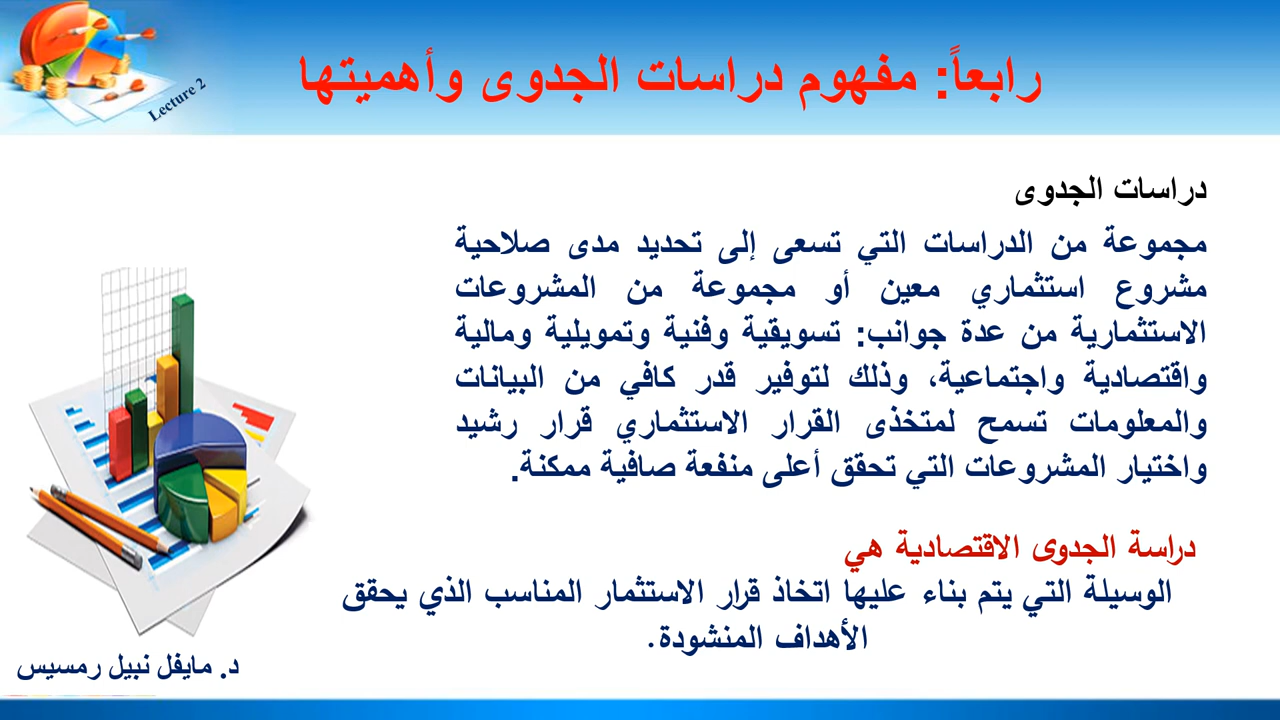 رابعاً: مفهوم دراسات الجدوى وأهميتها
Lecture 2
دراسات الجدوى
مجموعة من الدراسات التي تسعى إلى تحديد مدى صلاحية
مشروع استثماري معين أو مجموعة من المشروعات
الاستثمارية من عدة جوانب: تسويقية وفنية وتمويلية ومالية
واقتصادية واجتماعية، وذلك لتوفير قدر كافي من البيانات
والمعلومات تسمح لمتخذى القرار الاستثماري قرار رشيد
واختيار المشروعات التي تحقق أعلى منفعة صافية ممكنة.
دراسة الجدوى الاقتصادية هي
الوسيلة التي يتم بناء عليها اتخاذ قرار الاستثمار المناسب الذي يحقق
الأهداف المنشودة.
د. مايفل نبيل رمسيس